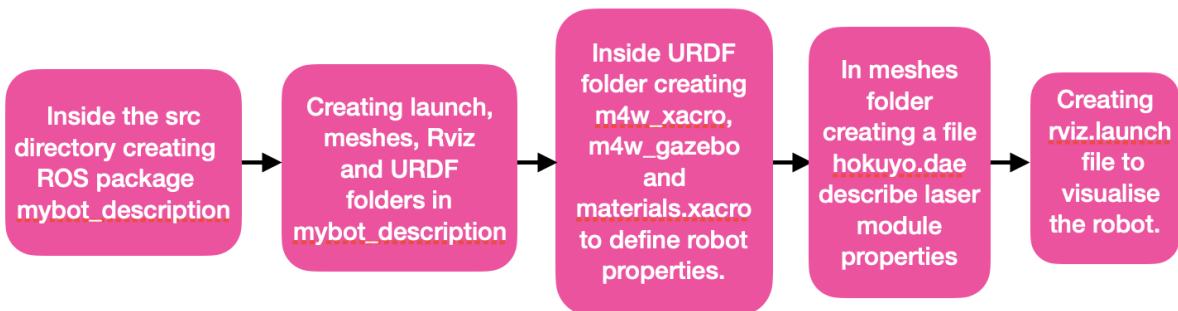 Inside the src
directory creating
ROS package
mybot_description
Creating launch,
meshes, Rviz
and URDF
folders in
mybot_description
Inside URDF
folder creating
m4w_xacro,
m4w_gazebo
and
materials.xacro
to define robot
properties.
In meshes
folder
creating a file
hokuyo.dae
describe laser
module
properties
Creating
rviz.launch
file to
visualise
the robot.